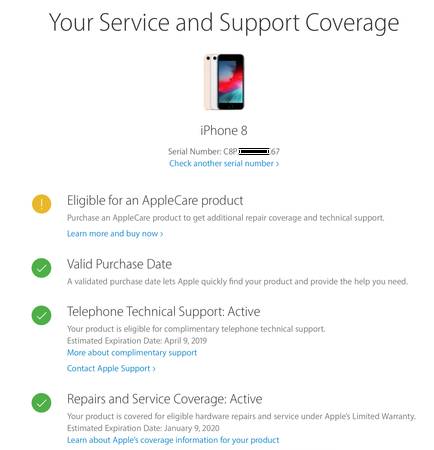 Your Service and Support Coverage
iPhone 8
Serial Number: C8P 67
Check another serial number ›
Eligible for an AppleCare product
Purchase an AppleCare product to get additional repair coverage and technical support.
Learn more and buy now ›
Valid Purchase Date
A validated purchase date lets Apple quickly find your product and provide the help you need.
Telephone Technical Support: Active
Your product is eligible for complimentary telephone technical support.
Estimated Expiration Date: April 9, 2019
More about complimentary support
Contact Apple Support ›
Repairs and Service Coverage: Active
Your product is covered for eligible hardware repairs and service under Apple's Limited Warranty.
Estimated Expiration Date: January 9, 2020
Learn about Apple's coverage information for your product